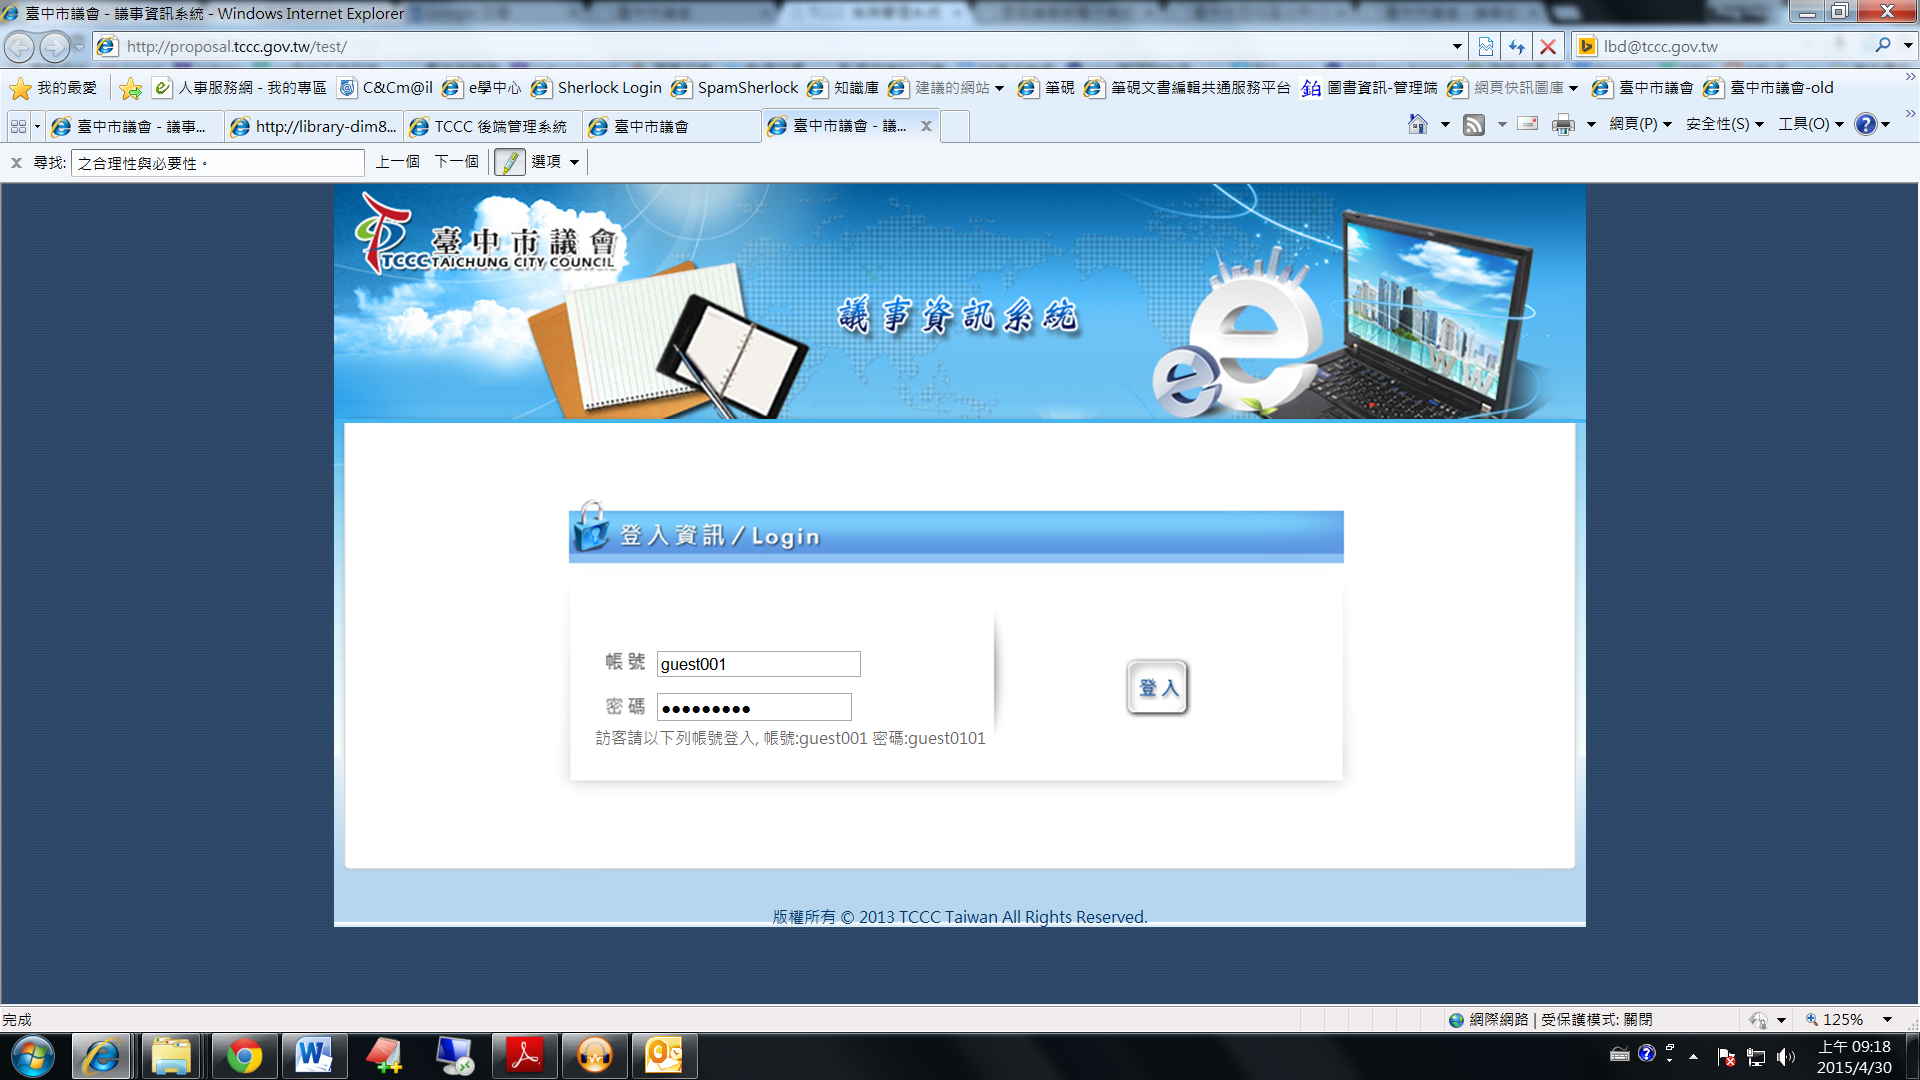 臺中市議會 - 議事資訊系統 - Windows Internet Explorer
http://proposal.tccc.gov.tw/test/
lbd@tccc.gov.tw
我的最愛
人事服務網 - 我的專區
C&Cm@il
e學中心
Sherlock Login
SpamSherlock
知識庫
建議的網站
筆硯
筆硯文書編輯共通服務平台
鉑 圖書資訊-管理端
網頁快訊圖庫
臺中市議會
臺中市議會-old
臺中市議會 - 議事...
http://library-dim8...
TCCC 後端管理系統
臺中市議會
臺中市議會 - 議...
網頁(P)
安全性(S)
工具(O)
尋找: 之合理性與必要性。
上一個 下一個 選項
臺中市議會
TCCC TAICHUNG CITY COUNCIL
議事資訊系統
登入資訊/Login
帳號 guest001
密碼 ●●●●●●●●●
登入
訪客請以下列帳號登入, 帳號:guest001 密碼:guest0101
版權所有 © 2013 TCCC Taiwan All Rights Reserved.
完成
網際網路 | 受保護模式: 關閉
125%
上午 09:18
2015/4/30